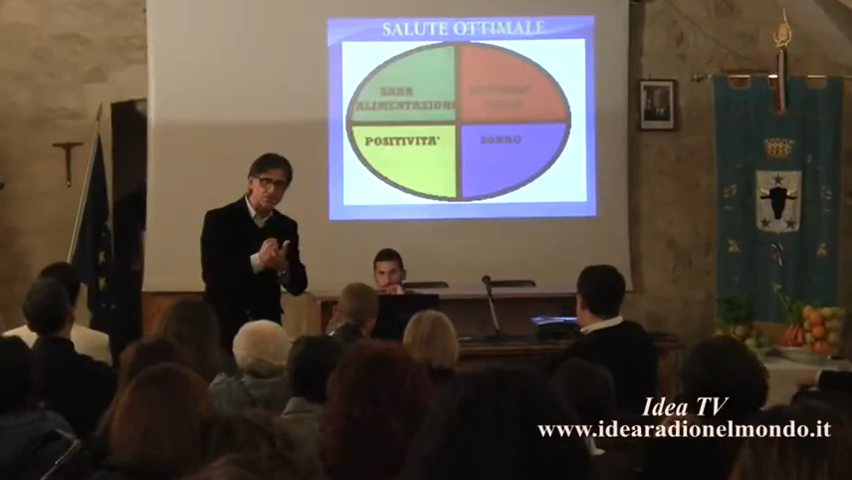 SALUTE OTTIMALE
SANA
ALIMENTAZIONE
POSITIVITA'
SONNO
Idea TV
www.idearadionelmondo.it